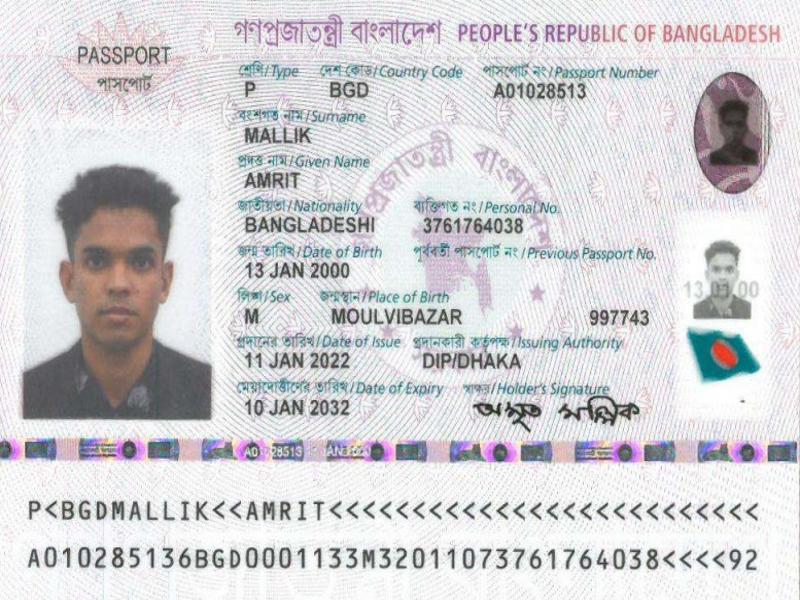 PASSPORT
পাসপোর্ট
গণপ্রজাতন্ত্রী বাংলাদেশ PEOPLE'S REPUBLIC OF BANGLADESH
শ্রেণি/Type দেশ কোড/Country Code পাসপোর্ট নং/Passport Number
P BGD A01028513
বংশগত নাম/Surname
MALLIK
প্রদত্ত নাম/Given Name
AMRIT
জাতীয়তা/Nationality ব্যক্তিগত নং/Personal No.
BANGLADESHI 3761764038
জন্ম তারিখ/Date of Birth পূর্ববর্তী পাসপোর্ট নং/Previous Passport No.
13 JAN 2000
লিঙ্গ/Sex জন্মস্থান/Place of Birth
M MOULVIBAZAR 997743
প্রদানের তারিখ/Date of Issue প্রদানকারী কর্তৃপক্ষ/Issuing Authority
11 JAN 2022 DIP/DHAKA
মেয়াদোত্তীর্ণের তারিখ/Date of Expiry স্বাক্ষর/Holder's Signature
10 JAN 2032 অমৃত মল্লিক
13.01.00
P<BGDMALLIK<<AMRIT<<<<<<<<<<<<<<<<<<<<<<<<<<
A010285136BGD0001133M32011073761764038<<<<92